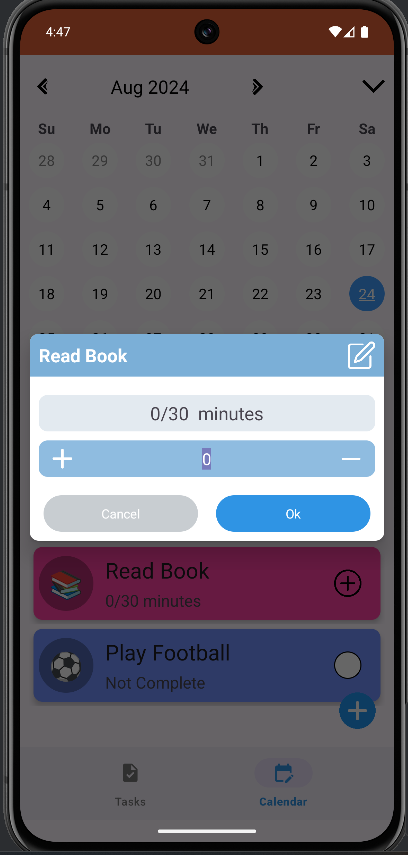 4:47
Aug 2024
Su Mo Tu We Th Fr Sa
28 29 30 31 1 2 3
4 5 6 7 8 9 10
11 12 13 14 15 16 17
18 19 20 21 22 23 24
Read Book
0/30 minutes
0
Cancel Ok
Read Book
0/30 minutes
Play Football
Not Complete
Tasks Calendar